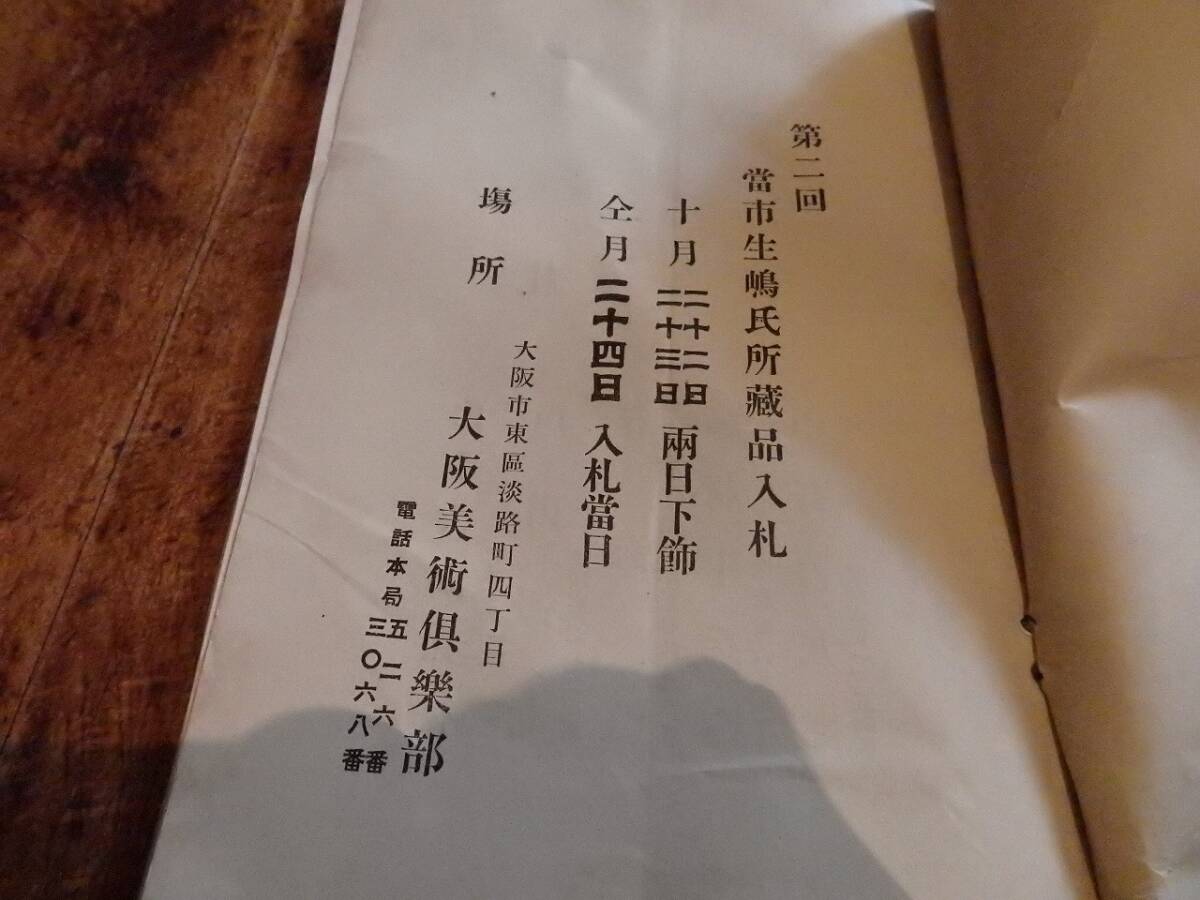 第二回
當市生嶋氏所藏品入札
十月二十二日二十三日兩日下飾
仝月二十四日入札當日
場所
大阪市東區淡路町四丁目
大阪美術俱樂部
電話本局五二六番
三〇六八番